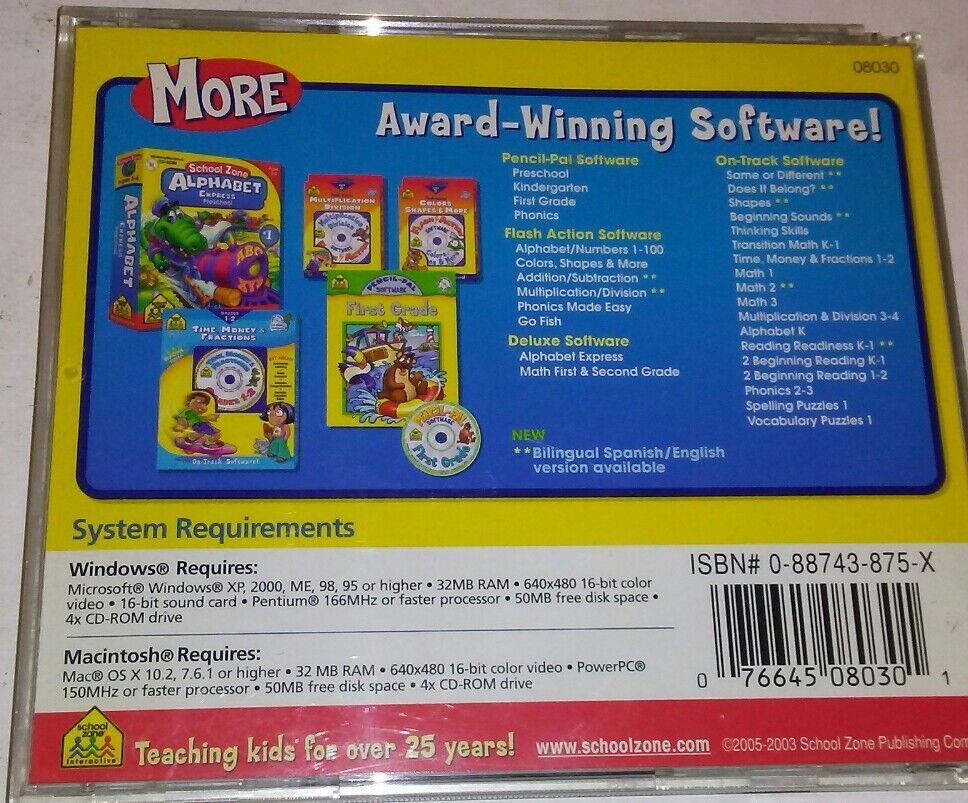 08030
MORE
Award-Winning Software!
School Zone
ALPHABET
EXPRESS
Preschool
ALPHABET
EXPRESS
#1
MULTIPLICATION
DIVISION
COLORS
SHAPES & MORE
SOFTWARE
PENCIL-PAL
SOFTWARE
First Grade
SOFTWARE
First Grade
GRADES
1-2
TIME MONEY &
FRACTIONS
GRADES 1-2
On-Track Software!
Pencil-Pal Software
Preschool
Kindergarten
First Grade
Phonics
Flash Action Software
Alphabet/Numbers 1-100
Colors, Shapes & More
Addition/Subtraction **
Multiplication/Division **
Phonics Made Easy
Go Fish
Deluxe Software
Alphabet Express
Math First & Second Grade
On-Track Software
Same or Different **
Does It Belong? **
Shapes **
Beginning Sounds **
Thinking Skills
Transition Math K-1
Time, Money & Fractions 1-2
Math 1
Math 2 **
Math 3
Multiplication & Division 3-4
Alphabet K
Reading Readiness K-1 **
2 Beginning Reading K-1
2 Beginning Reading 1-2
Phonics 2-3
Spelling Puzzles 1
Vocabulary Puzzles 1
NEW
**Bilingual Spanish/English
version available
System Requirements
Windows® Requires:
Microsoft® Windows® XP, 2000, ME, 98, 95 or higher • 32MB RAM • 640x480 16-bit color
video • 16-bit sound card • Pentium® 166MHz or faster processor • 50MB free disk space •
4x CD-ROM drive
Macintosh® Requires:
Mac® OS X 10.2, 7.6.1 or higher • 32 MB RAM • 640x480 16-bit color video • PowerPC®
150MHz or faster processor • 50MB free disk space • 4x CD-ROM drive
ISBN# 0-88743-875-X
0 76645 08030 1
school
zone
interactive
Teaching kids for over 25 years!
www.schoolzone.com
©2005-2003 School Zone Publishing Com